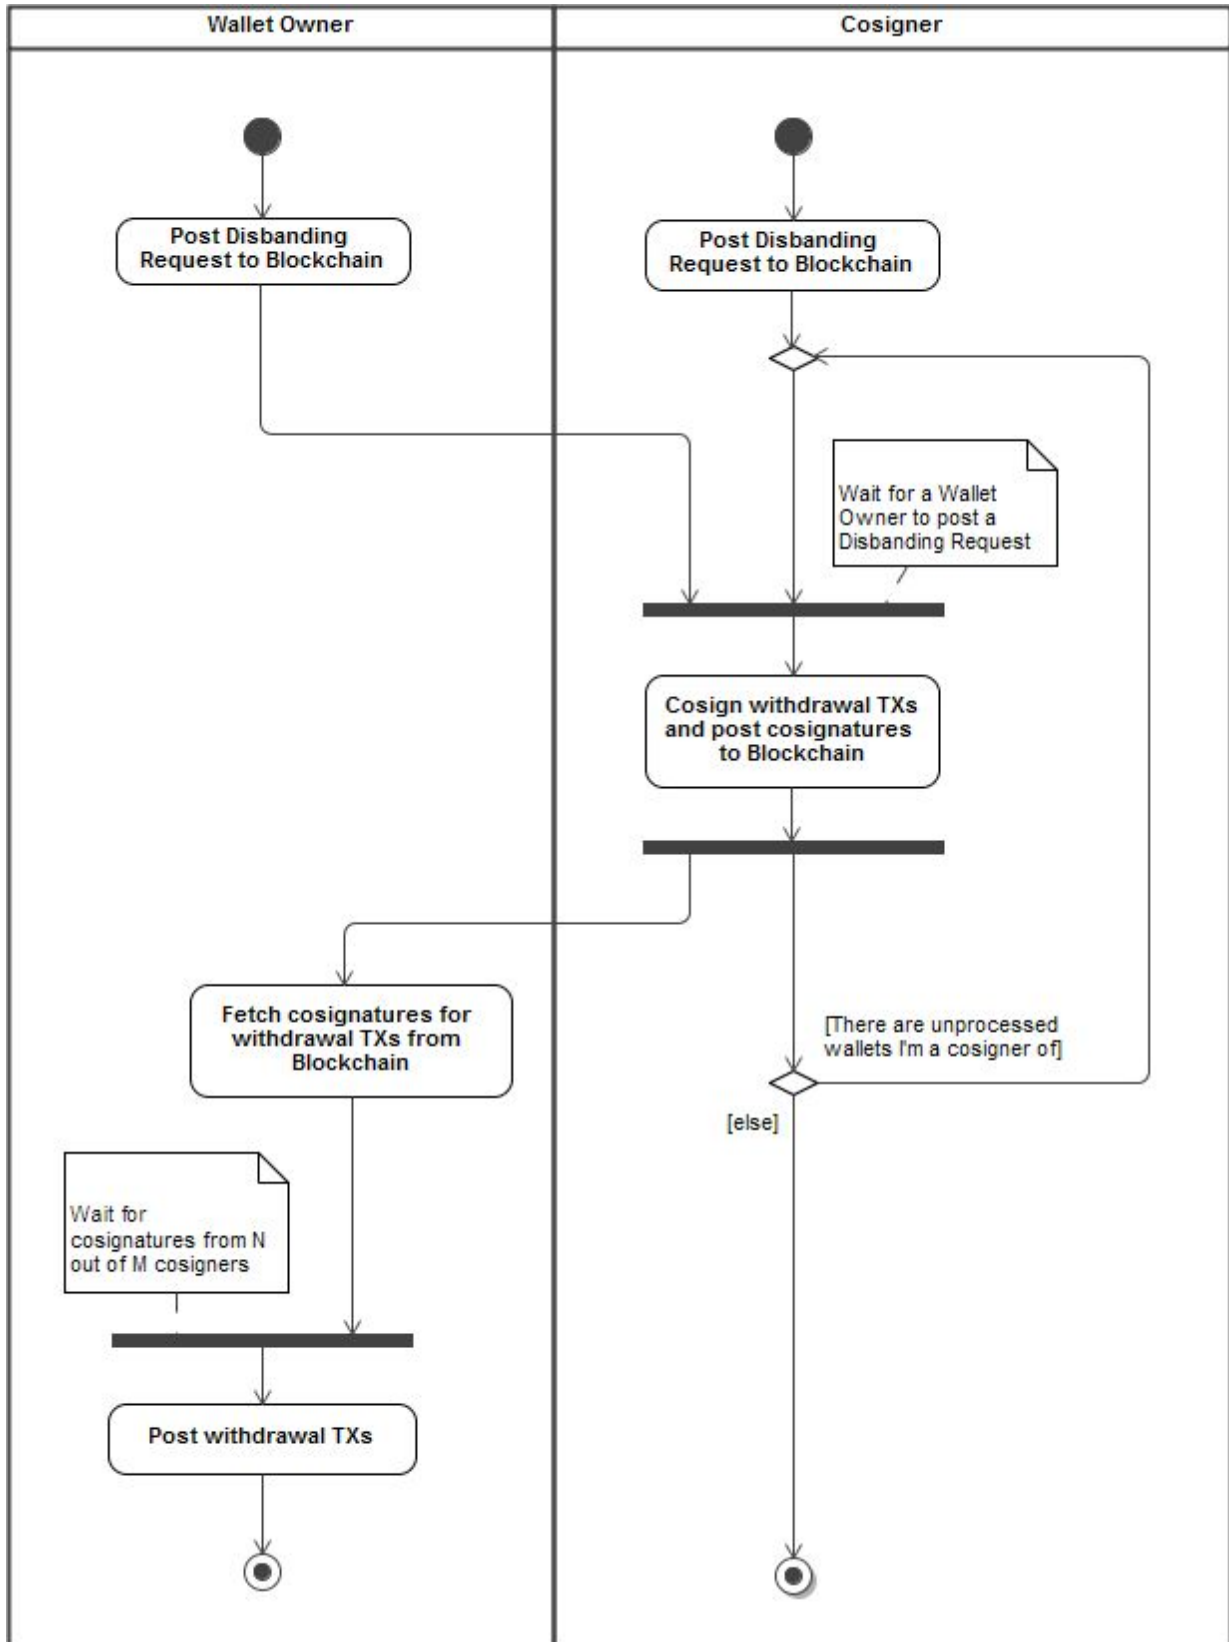 Wallet Owner
Cosigner
Post Disbanding
Request to Blockchain
Post Disbanding
Request to Blockchain
Wait for a Wallet
Owner to post a
Disbanding Request
Cosign withdrawal TXs
and post cosignatures
to Blockchain
Fetch cosignatures for
withdrawal TXs from
Blockchain
[There are unprocessed
wallets I'm a cosigner of]
[else]
Wait for
cosignatures from N
out of M cosigners
Post withdrawal TXs